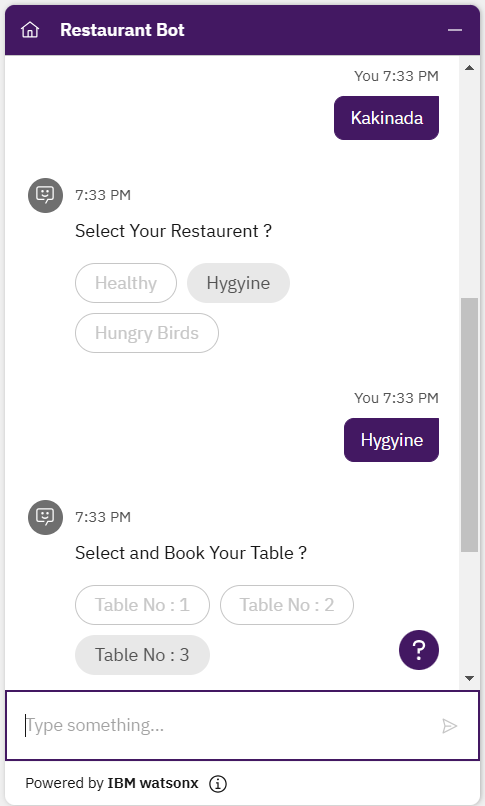 Restaurant Bot
You 7:33 PM
Kakinada
7:33 PM
Select Your Restaurent ?
Healthy Hygyine
Hungry Birds
You 7:33 PM
Hygyine
7:33 PM
Select and Book Your Table ?
Table No : 1 Table No : 2
Table No : 3
?
Type something...
Powered by IBM watsonx i